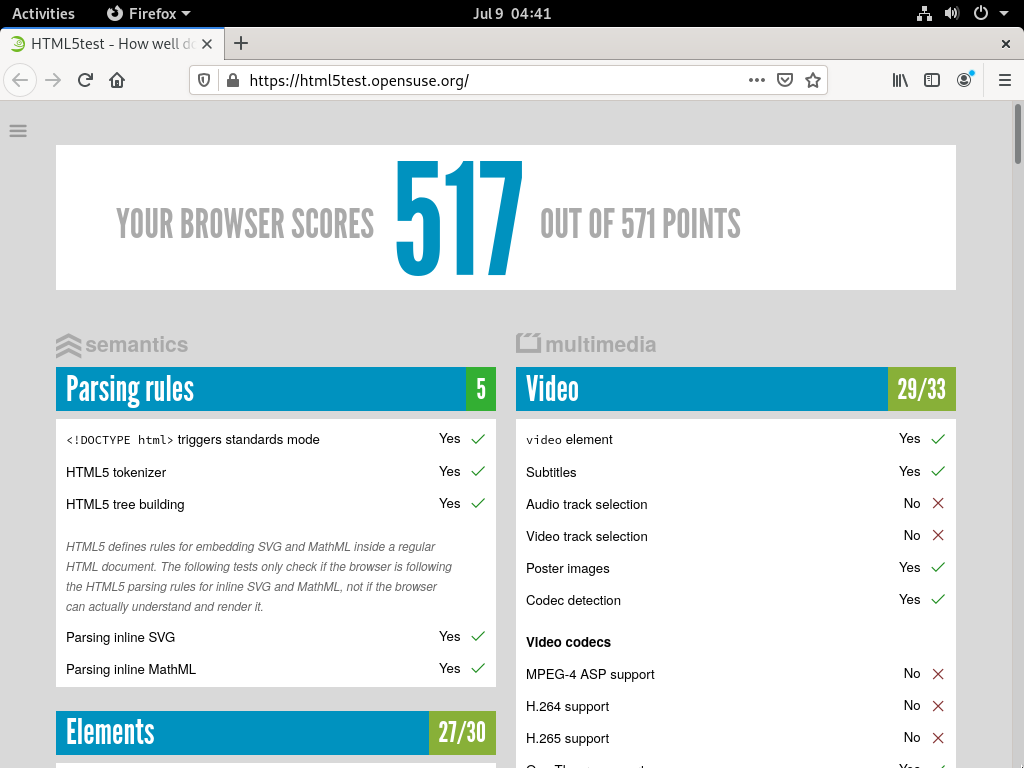 Activities Firefox Jul 9 04:41
HTML5test - How well do
https://html5test.opensuse.org/
YOUR BROWSER SCORES 517 OUT OF 571 POINTS
semantics
Parsing rules 5
<!DOCTYPE html> triggers standards mode Yes
HTML5 tokenizer Yes
HTML5 tree building Yes
HTML5 defines rules for embedding SVG and MathML inside a regular
HTML document. The following tests only check if the browser is following
the HTML5 parsing rules for inline SVG and MathML, not if the browser
can actually understand and render it.
Parsing inline SVG Yes
Parsing inline MathML Yes
Elements 27/30
multimedia
Video 29/33
video element Yes
Subtitles Yes
Audio track selection No
Video track selection No
Poster images Yes
Codec detection Yes
Video codecs
MPEG-4 ASP support No
H.264 support No
H.265 support No